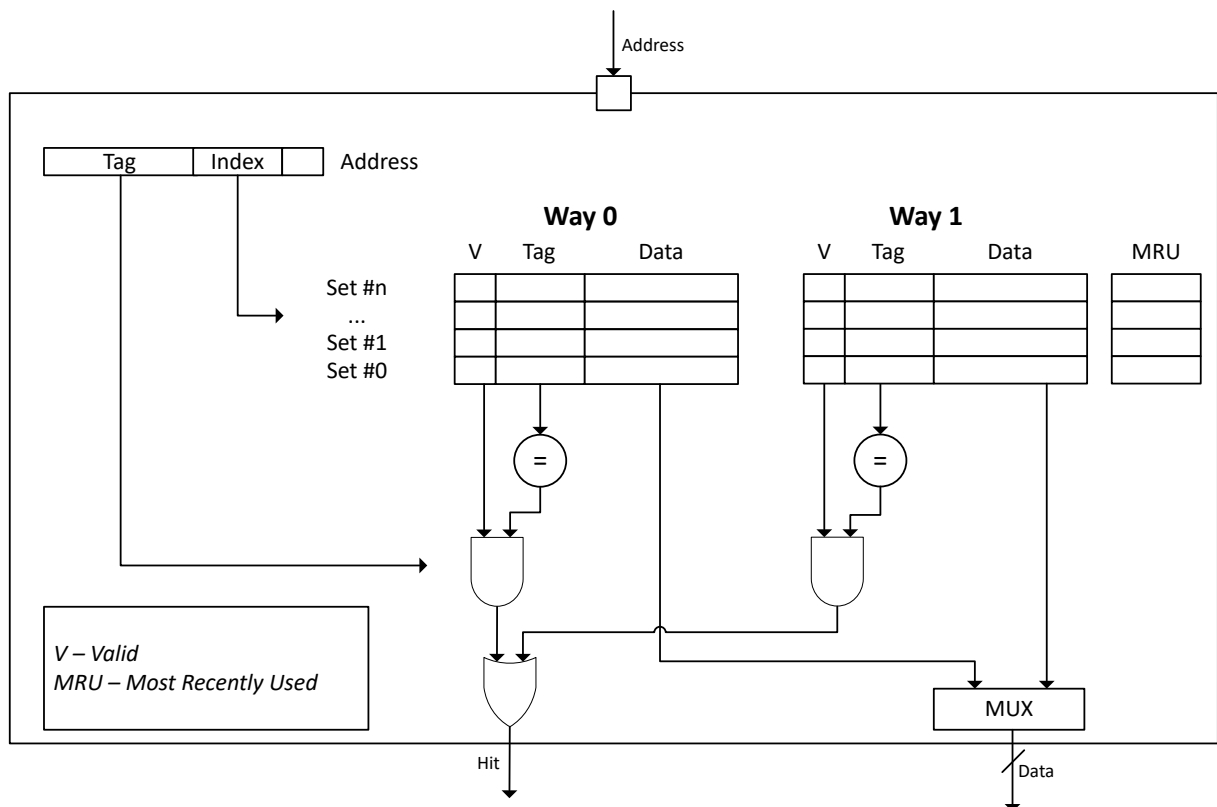 Address
Tag Index Address
Way 0 Way 1
V Tag Data V Tag Data MRU
Set #n
...
Set #1
Set #0
= =
V – Valid
MRU – Most Recently Used
MUX
Hit
Data